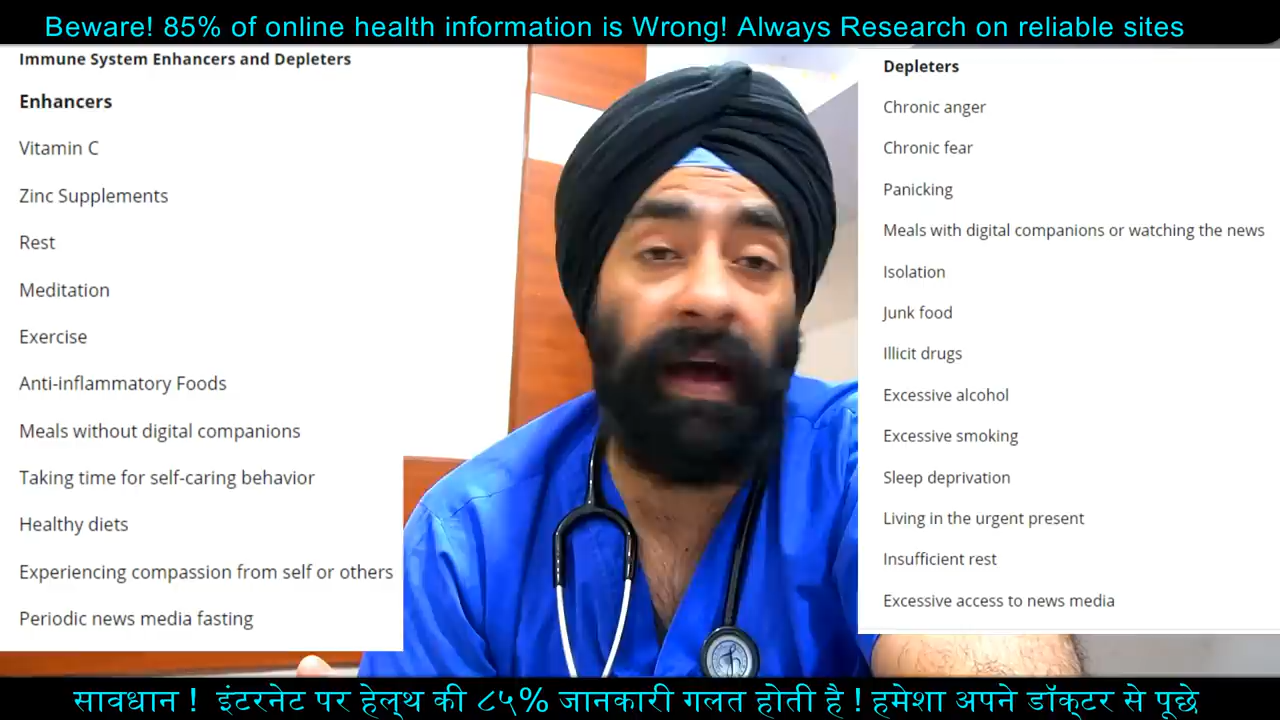 Beware! 85% of online health information is Wrong! Always Research on reliable sites
Immune System Enhancers and Depleters
Enhancers
Vitamin C
Zinc Supplements
Rest
Meditation
Exercise
Anti-inflammatory Foods
Meals without digital companions
Taking time for self-caring behavior
Healthy diets
Experiencing compassion from self or others
Periodic news media fasting
Depleters
Chronic anger
Chronic fear
Panicking
Meals with digital companions or watching the news
Isolation
Junk food
Illicit drugs
Excessive alcohol
Excessive smoking
Sleep deprivation
Living in the urgent present
Insufficient rest
Excessive access to news media
सावधान ! इंटरनेट पर हेल्थ की ८५% जानकारी गलत होती है ! हमेशा अपने डॉक्टर से पूछे